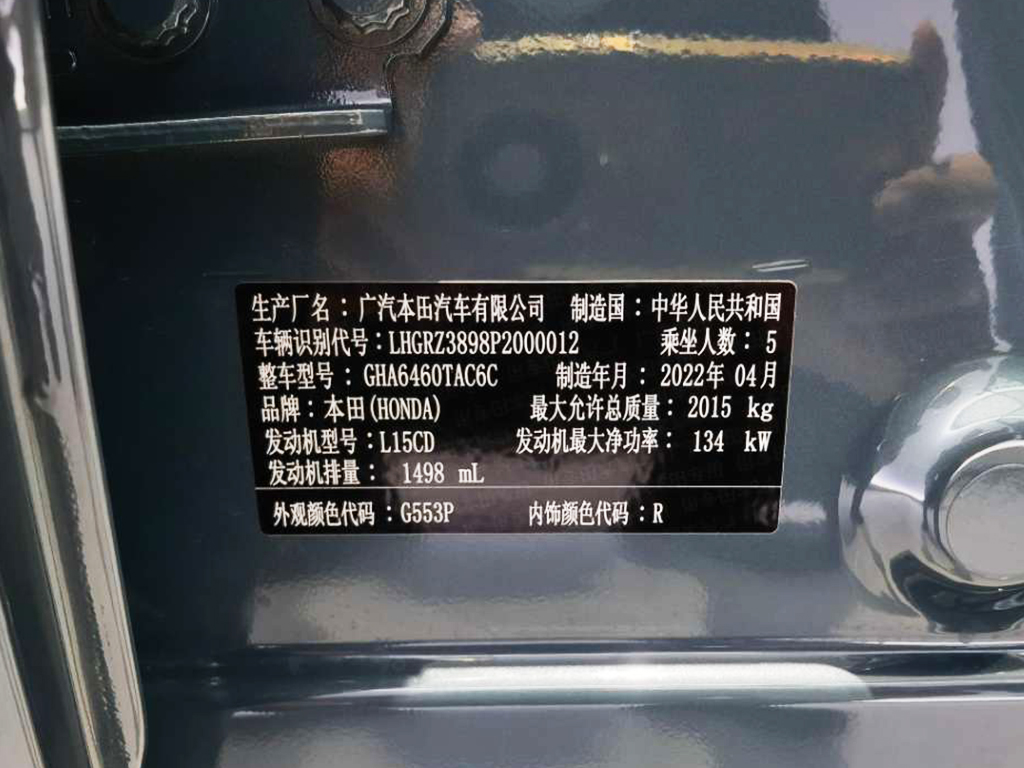 生产厂名：广汽本田汽车有限公司 制造国：中华人民共和国
车辆识别代号：LHGRZ3898P2000012 乘坐人数：5
整车型号：GHA6460TAC6C 制造年月：2022年 04月
品牌：本田(HONDA) 最大允许总质量：2015 kg
发动机型号：L15CD 发动机最大净功率：134 kW
发动机排量：1498 mL
外观颜色代码：G553P 内饰颜色代码：R